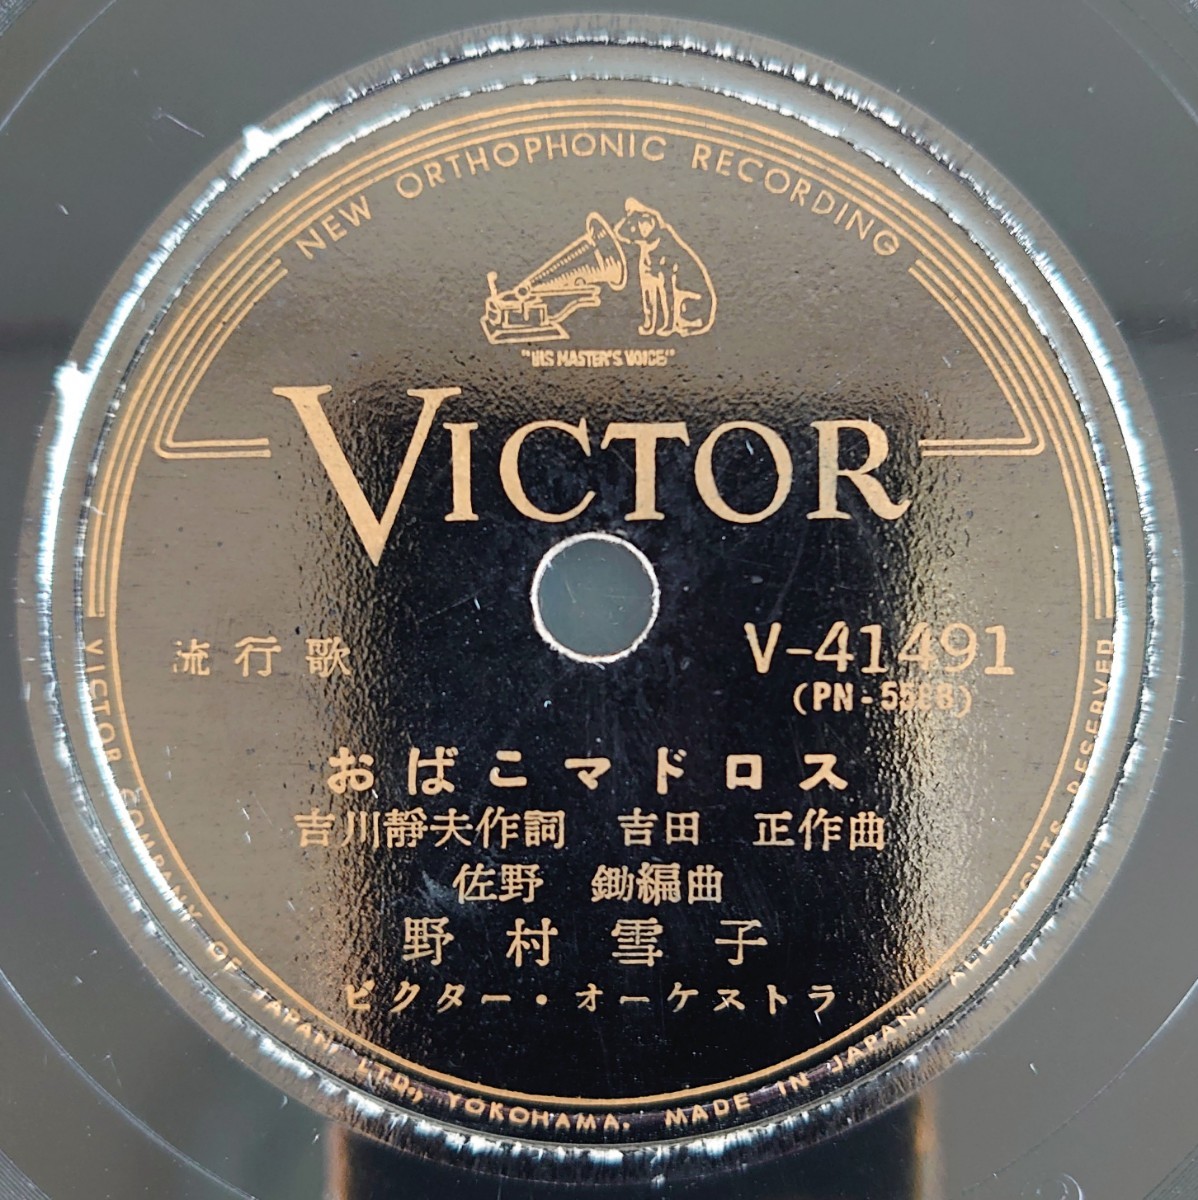 NEW ORTHOPHONIC RECORDING
"HIS MASTER'S VOICE"
VICTOR
流行歌
V-41491
おばこマドロス
吉川靜夫作詞 吉田 正作曲
佐野 鋤編曲
野村雪子
ビクター・オーケストラ
VICTOR COMPANY OF JAPAN, LTD., YOKOHAMA. MADE IN JAPAN. ALL RIGHTS RESERVED